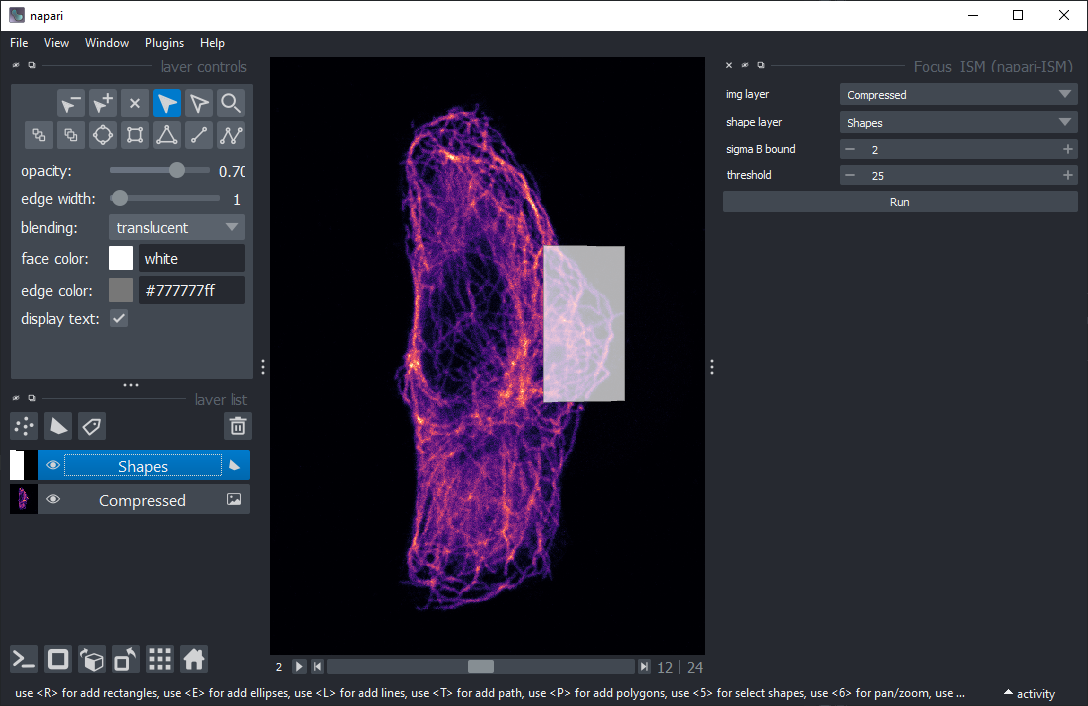 napari
File View Window Plugins Help
layer controls
opacity: 0.70
edge width: 1
blending: translucent
face color: white
edge color: #777777ff
display text:
layer list
Shapes
Compressed
2 12 | 24
Focus_ISM (napari-ISM)
img layer Compressed
shape layer Shapes
sigma B bound 2
threshold 25
Run
use <R> for add rectangles, use <E> for add ellipses, use <L> for add lines, use <T> for add path, use <P> for add polygons, use <5> for select shapes, use <6> for pan/zoom, use ...
activity